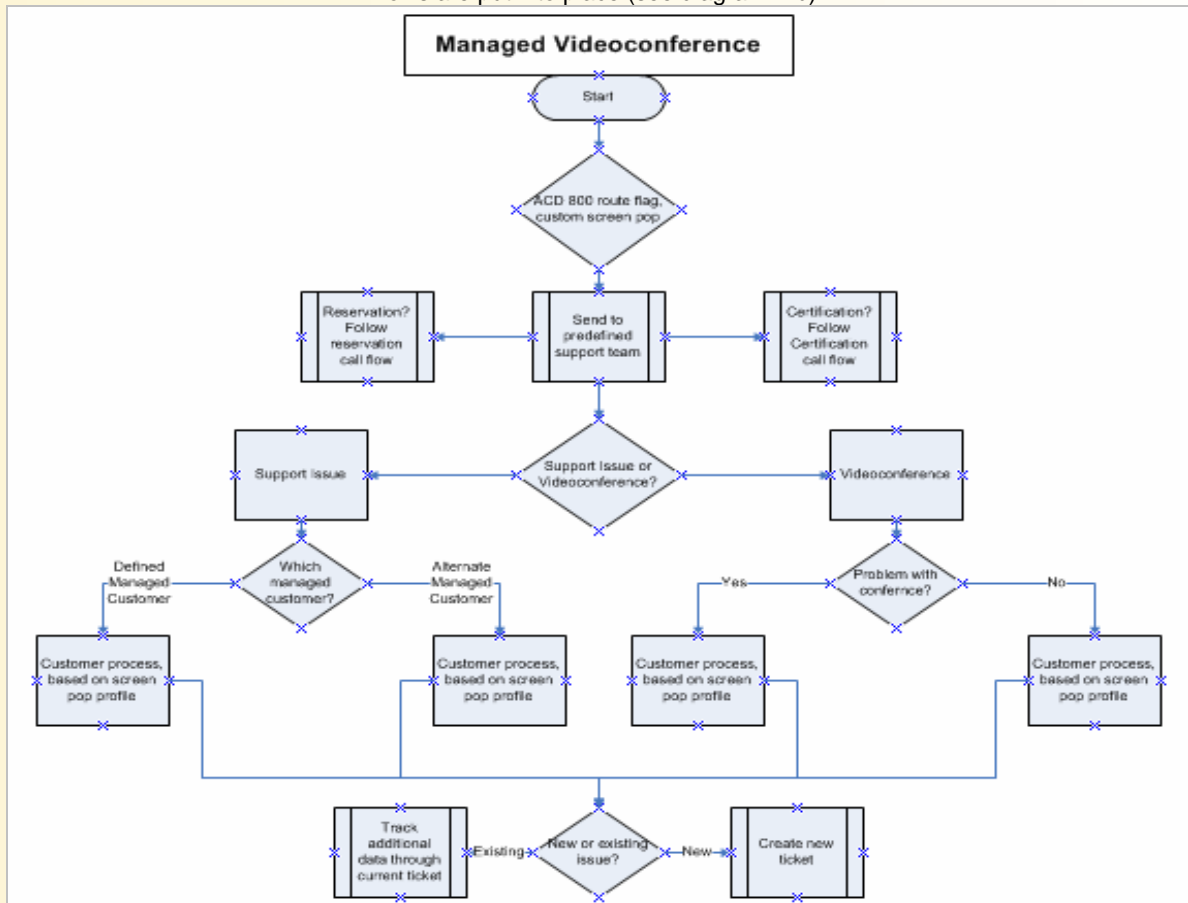 Managed Videoconference
Start
ACD 800 route flag,
custom screen pop
Reservation?
Follow
reservation
call flow
Send to
predefined
support team
Certification?
Follow
Certification
call flow
Support Issue
Support Issue or
Videoconference?
Videoconference
Defined
Managed
Customer
Which
managed
customer?
Alternate
Managed
Customer
Yes
Problem with
confernce?
No
Customer process,
based on screen
pop profile
Customer process,
based on screen
pop profile
Customer process,
based on screen
pop profile
Customer process,
based on screen
pop profile
Track
additional
data through
current ticket
Existing
New or existing
issue?
New
Create new
ticket